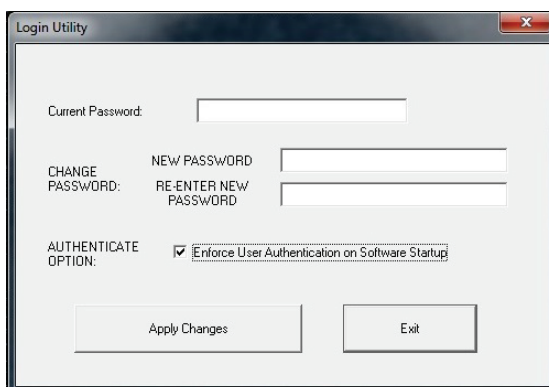 Login Utility
Current Password:
CHANGE
PASSWORD:
NEW PASSWORD
RE-ENTER NEW
PASSWORD
AUTHENTICATE
OPTION:
Enforce User Authentication on Software Startup
Apply Changes
Exit